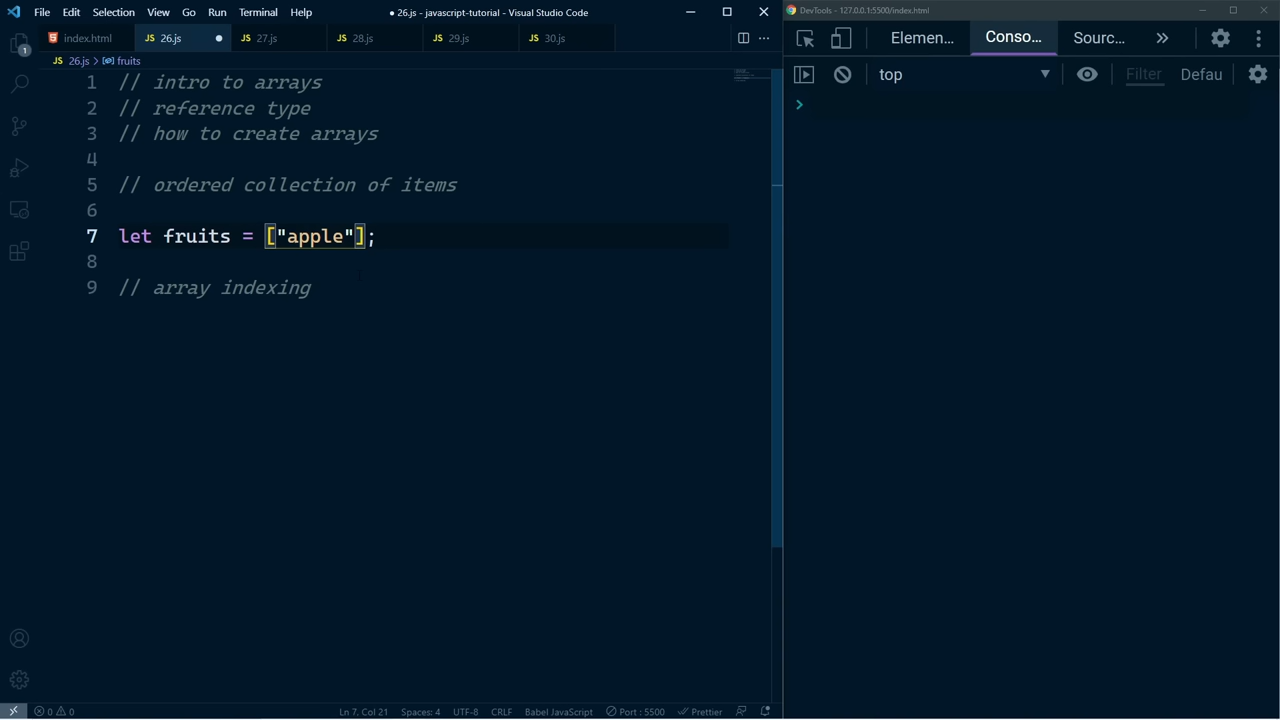 File Edit Selection View Go Run Terminal Help ● 26.js - javascript-tutorial - Visual Studio Code
DevTools - 127.0.0.1:5500/index.html
index.html JS 26.js JS 27.js JS 28.js JS 29.js JS 30.js
Elemen... Conso... Sourc...
JS 26.js > fruits
top Filter Defau
1 // intro to arrays
2 // reference type
3 // how to create arrays
4
5 // ordered collection of items
6
7 let fruits = ["apple"];
8
9 // array indexing
1
0 0 Ln 7, Col 21 Spaces: 4 UTF-8 CRLF Babel JavaScript Port : 5500 Prettier